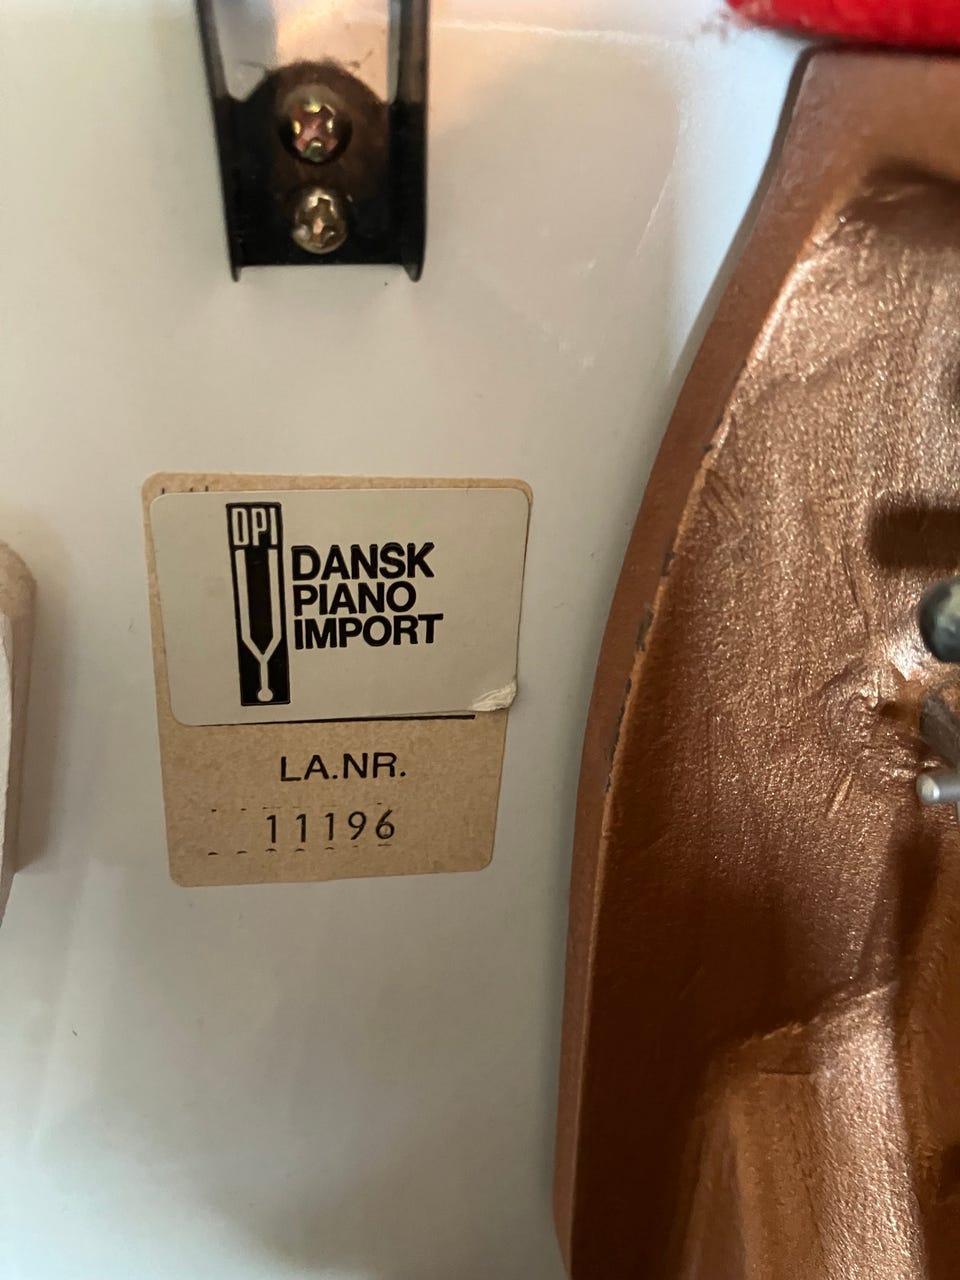 DPI
DANSK
PIANO
IMPORT
LA.NR.
11196